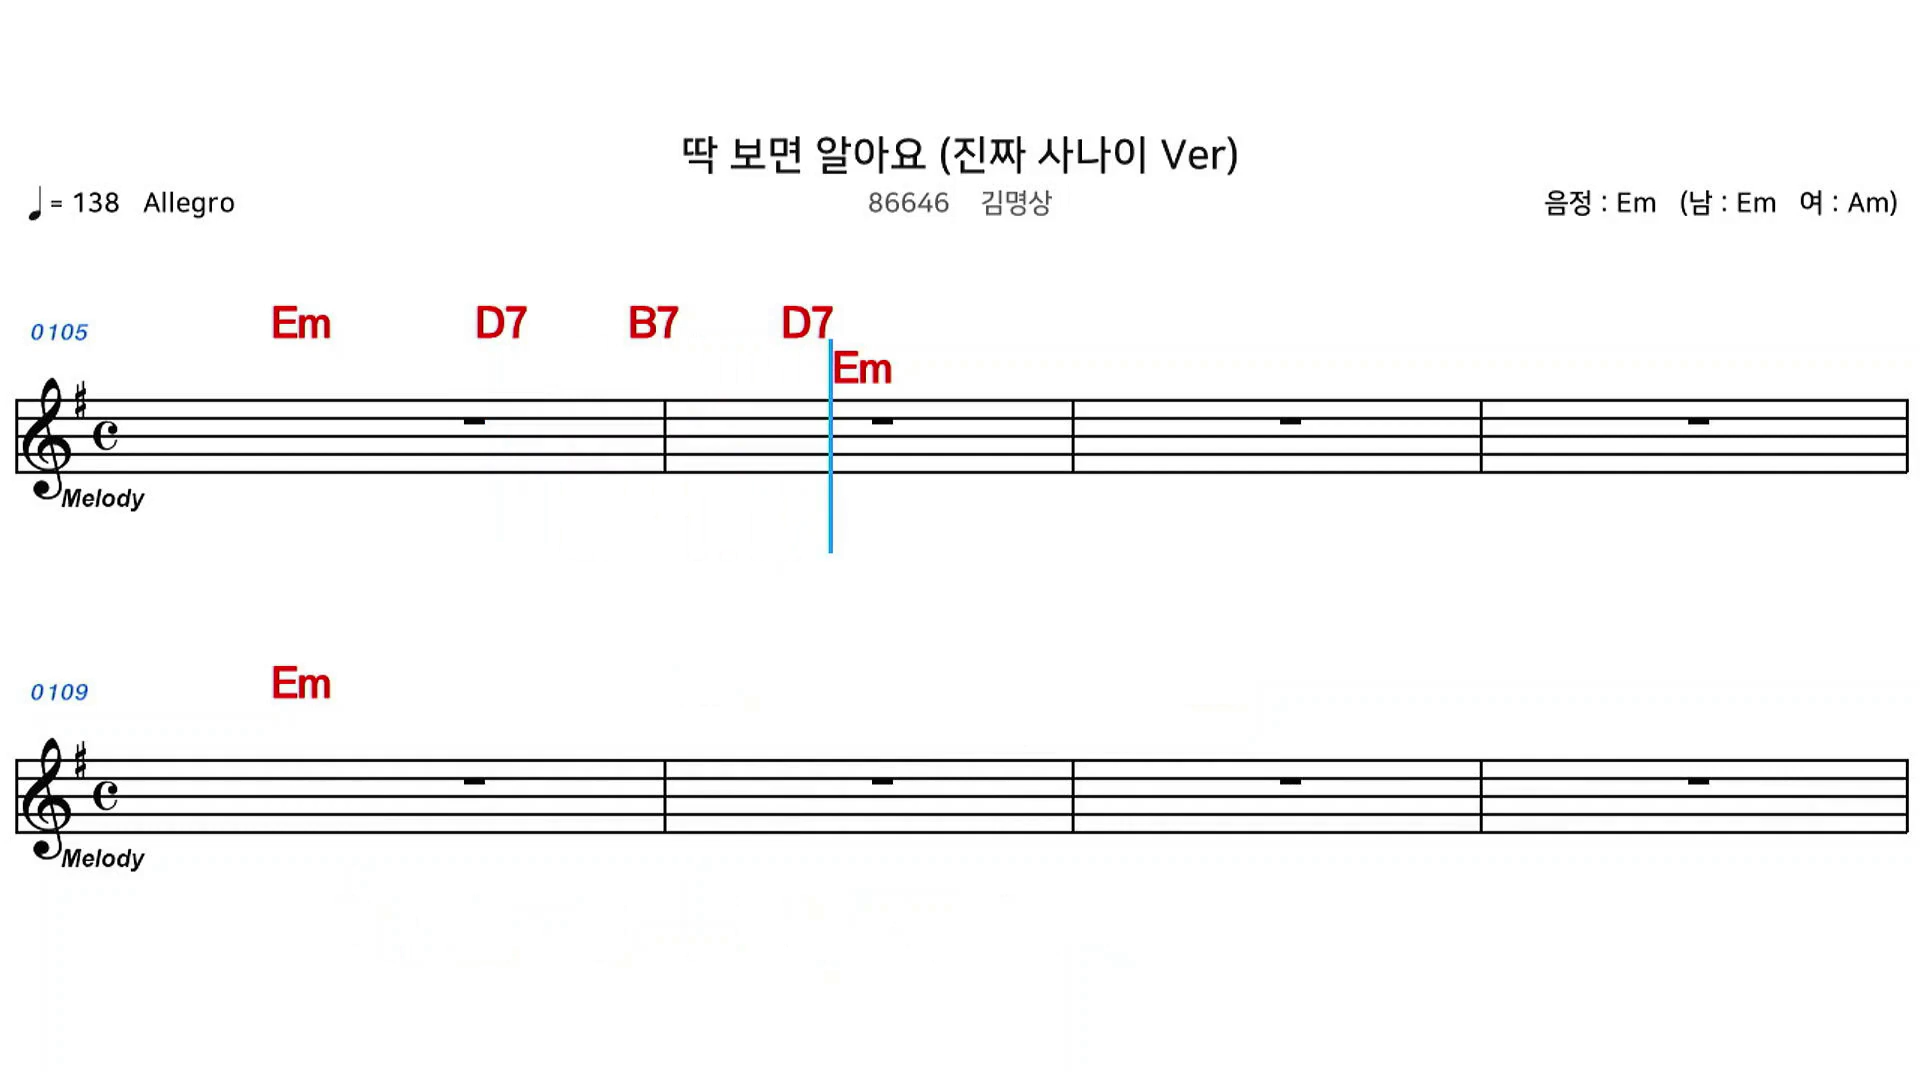 딱 보면 알아요 (진짜 사나이 Ver)
♩= 138 Allegro
86646 김명상
음정 : Em (남 : Em 여 : Am)
0105 Em D7 B7 D7
Em
Melody
0109 Em
Melody